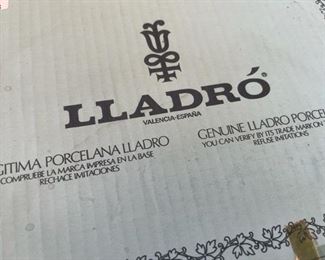 LLADRÓ®
VALENCIA-ESPAÑA
GITIMA PORCELANA LLADRO
COMPRUEBE LA MARCA IMPRESA EN LA BASE
RECHACE IMITACIONES
GENUINE LLADRO PORCEL
YOU CAN VERIFY BY ITS TRADE MARK ON
REFUSE IMITATIONS